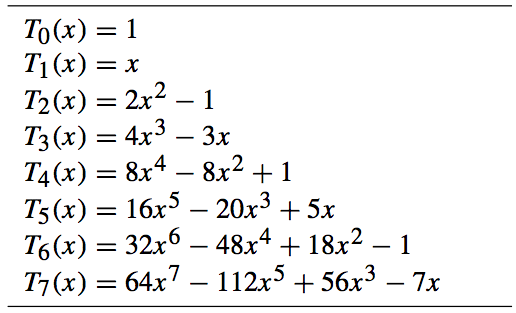 T₀(x) = 1
T₁(x) = x
T₂(x) = 2x² − 1
T₃(x) = 4x³ − 3x
T₄(x) = 8x⁴ − 8x² + 1
T₅(x) = 16x⁵ − 20x³ + 5x
T₆(x) = 32x⁶ − 48x⁴ + 18x² − 1
T₇(x) = 64x⁷ − 112x⁵ + 56x³ − 7x